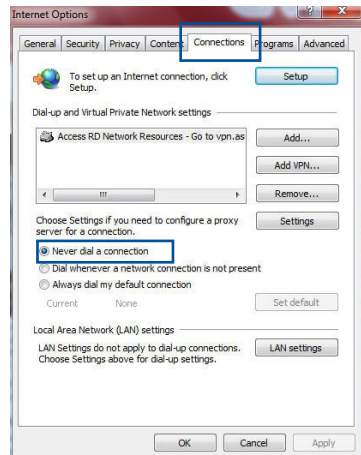 Internet Options
General Security Privacy Content Connections Programs Advanced
To set up an Internet connection, click
Setup.
Setup
Dial-up and Virtual Private Network settings
Access RD Network Resources - Go to vpn.as
Add...
Add VPN...
Remove...
Choose Settings if you need to configure a proxy
server for a connection.
Settings
Never dial a connection
Dial whenever a network connection is not present
Always dial my default connection
Current None
Set default
Local Area Network (LAN) settings
LAN Settings do not apply to dial-up connections.
Choose Settings above for dial-up settings.
LAN settings
OK Cancel Apply